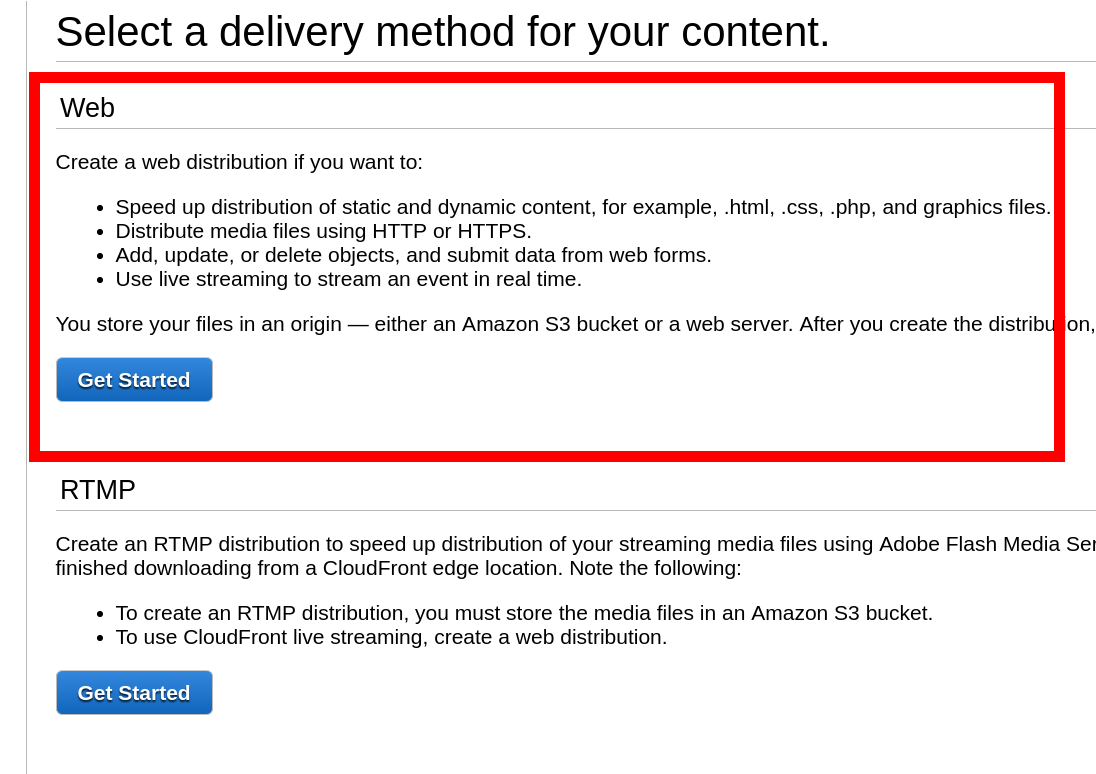 Select a delivery method for your content.
Web
Create a web distribution if you want to:
• Speed up distribution of static and dynamic content, for example, .html, .css, .php, and graphics files.
• Distribute media files using HTTP or HTTPS.
• Add, update, or delete objects, and submit data from web forms.
• Use live streaming to stream an event in real time.
You store your files in an origin — either an Amazon S3 bucket or a web server. After you create the distribution,
Get Started
RTMP
Create an RTMP distribution to speed up distribution of your streaming media files using Adobe Flash Media
finished downloading from a CloudFront edge location. Note the following:
• To create an RTMP distribution, you must store the media files in an Amazon S3 bucket.
• To use CloudFront live streaming, create a web distribution.
Get Started